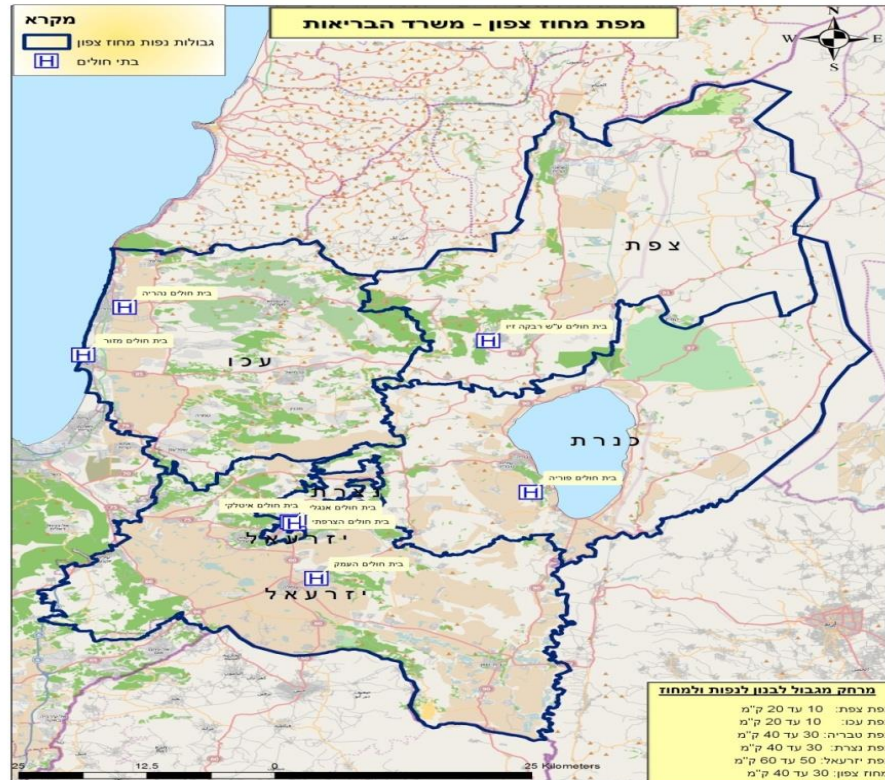 מפת מחוז צפון - משרד הבריאות
מקרא
גבולות נפות מחוז צפון
בתי חולים
N
W E
S
צפת
בית חולים נהריה
בית חולים ע"ש רבקה זיו
בית חולים מזור
עכו
כנרת
בית חולים פוריה
נצרת
בית חולים איטלקי
בית חולים אנגלי
בית חולים הצרפתי
יזרעאל
בית חולים העמק
יזרעאל
מרחק מגבול לבנון לנפות ולמחוז
פת צפת: 10 עד 20 ק"מ
פת עכו: 10 עד 20 ק"מ
פת טבריה: 30 עד 40 ק"מ
פת נצרת: 30 עד 40 ק"מ
פת יזרעאל: 50 עד 60 ק"מ
חוז צפון: 30 עד 40 ק"מ
25 12.5 0 25 Kilometers